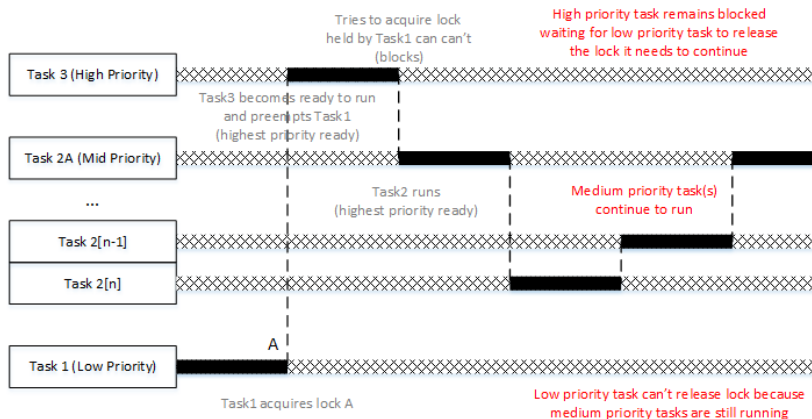 Tries to acquire lock
held by Task1 can can't
(blocks)
High priority task remains blocked
waiting for low priority task to release
the lock it needs to continue
Task 3 (High Priority)
Task3 becomes ready to run
and preempts Task1
(highest priority ready)
Task 2A (Mid Priority)
...
Task2 runs
(highest priority ready)
Medium priority task(s)
continue to run
Task 2[n-1]
Task 2[n]
A
Task 1 (Low Priority)
Task1 acquires lock A
Low priority task can't release lock because
medium priority tasks are still running